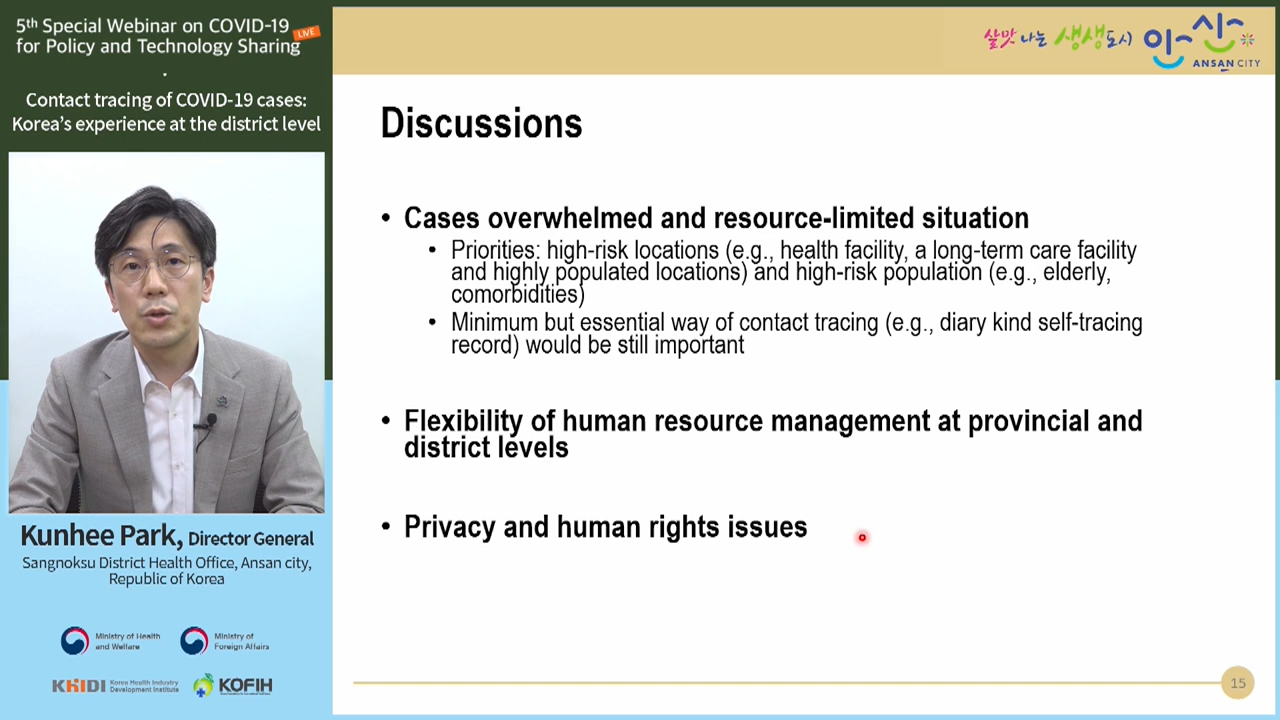 5th Special Webinar on COVID-19
for Policy and Technology Sharing
LIVE
Contact tracing of COVID-19 cases:
Korea's experience at the district level
Kunhee Park, Director General
Sangnoksu District Health Office, Ansan city,
Republic of Korea
Ministry of Health
and Welfare
Ministry of
Foreign Affairs
KHIDI Korea Health Industry
Development Institute
KOFIH
살맛 나는 생생도시 안산
ANSAN CITY
Discussions
• Cases overwhelmed and resource-limited situation
• Priorities: high-risk locations (e.g., health facility, a long-term care facility
and highly populated locations) and high-risk population (e.g., elderly,
comorbidities)
• Minimum but essential way of contact tracing (e.g., diary kind self-tracing
record) would be still important
• Flexibility of human resource management at provincial and
district levels
• Privacy and human rights issues
15